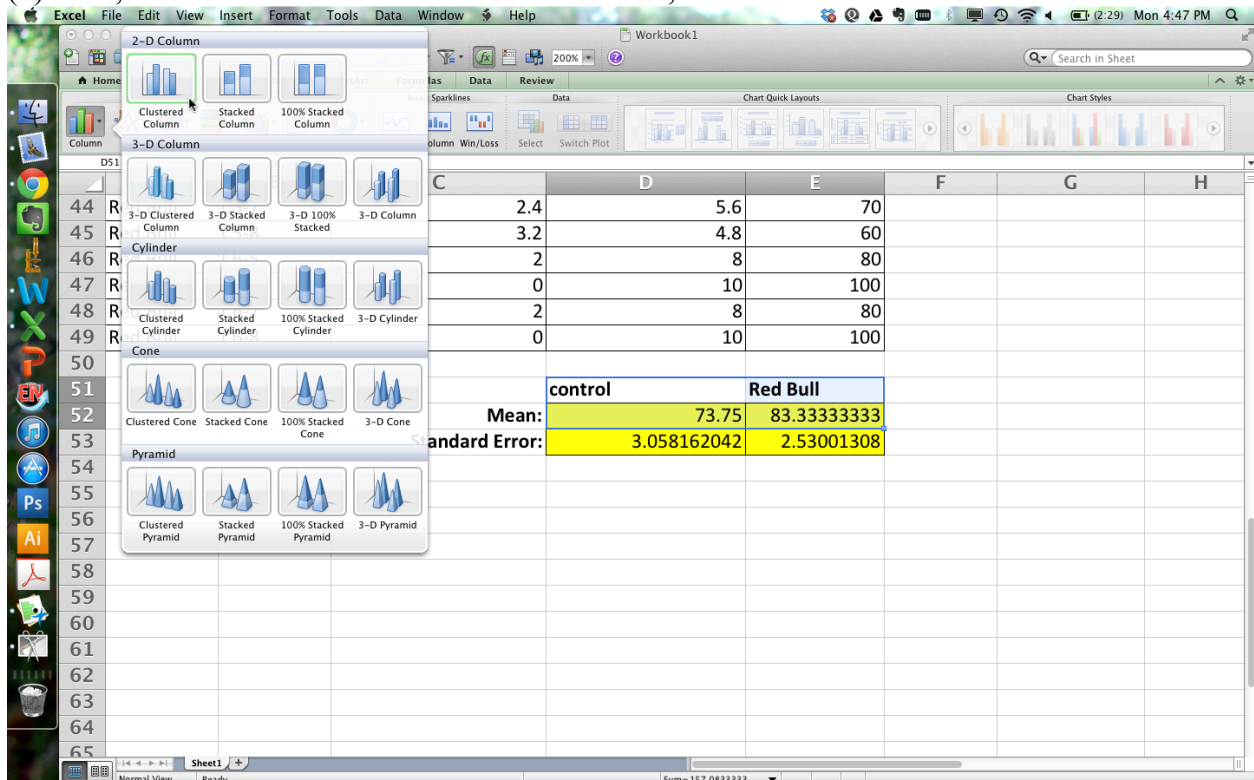 Excel File Edit View Insert Format Tools Data Window Help (2:29) Mon 4:47 PM
Workbook1
200% Search in Sheet
Home Data Review
Sparklines Data Chart Quick Layouts Chart Styles
Column Win/Loss Select Switch Plot
D51
2-D Column
Clustered Column Stacked Column 100% Stacked Column
3-D Column
3-D Clustered Column 3-D Stacked Column 3-D 100% Stacked 3-D Column
Cylinder
Clustered Cylinder Stacked Cylinder 100% Stacked Cylinder 3-D Cylinder
Cone
Clustered Cone Stacked Cone 100% Stacked Cone 3-D Cone
Pyramid
Clustered Pyramid Stacked Pyramid 100% Stacked Pyramid 3-D Pyramid
C D E F G H
44 2.4 5.6 70
45 3.2 4.8 60
46 2 8 80
47 0 10 100
48 2 8 80
49 0 10 100
50
51 control Red Bull
52 Mean: 73.75 83.33333333
53 Standard Error: 3.058162042 2.53001308
54
55
56
57
58
59
60
61
62
63
64
65
Sheet1
Normal View Ready Sum=157.0833333
Ps
Ai